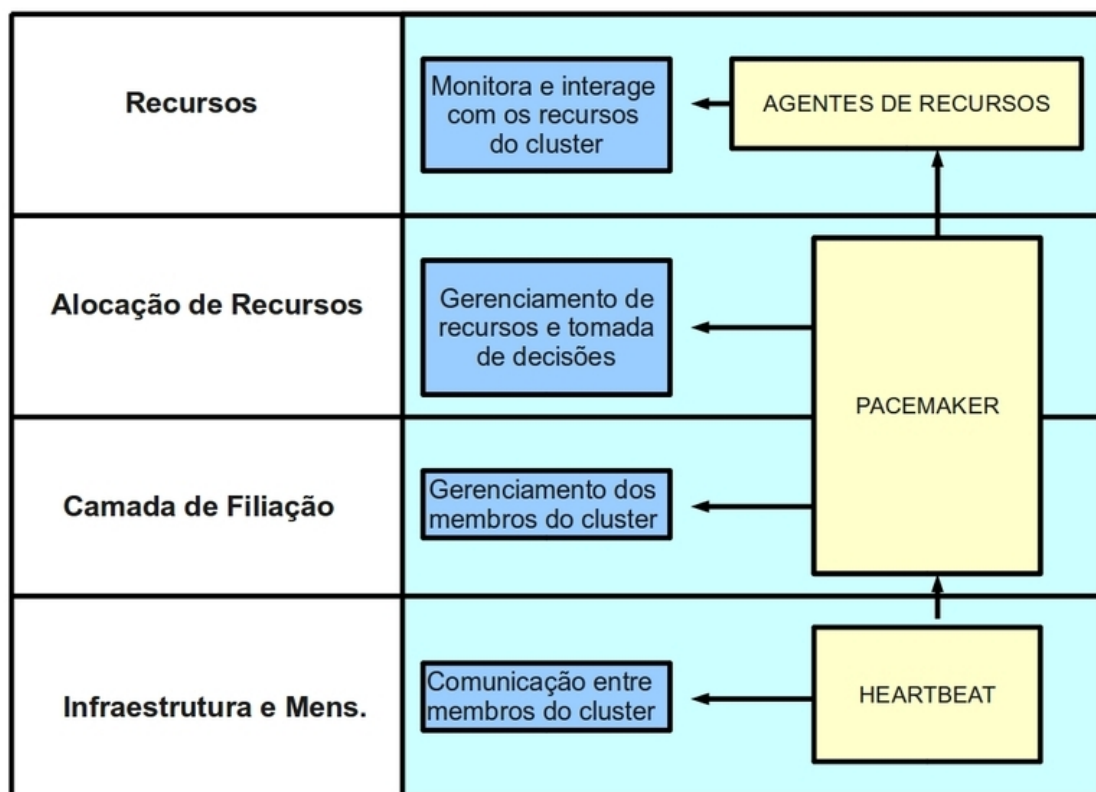 Recursos
Monitora e interage
com os recursos
do cluster
AGENTES DE RECURSOS
Alocação de Recursos
Gerenciamento de
recursos e tomada
de decisões
PACEMAKER
Camada de Filiação
Gerenciamento dos
membros do cluster
Infraestrutura e Mens.
Comunicação entre
membros do cluster
HEARTBEAT